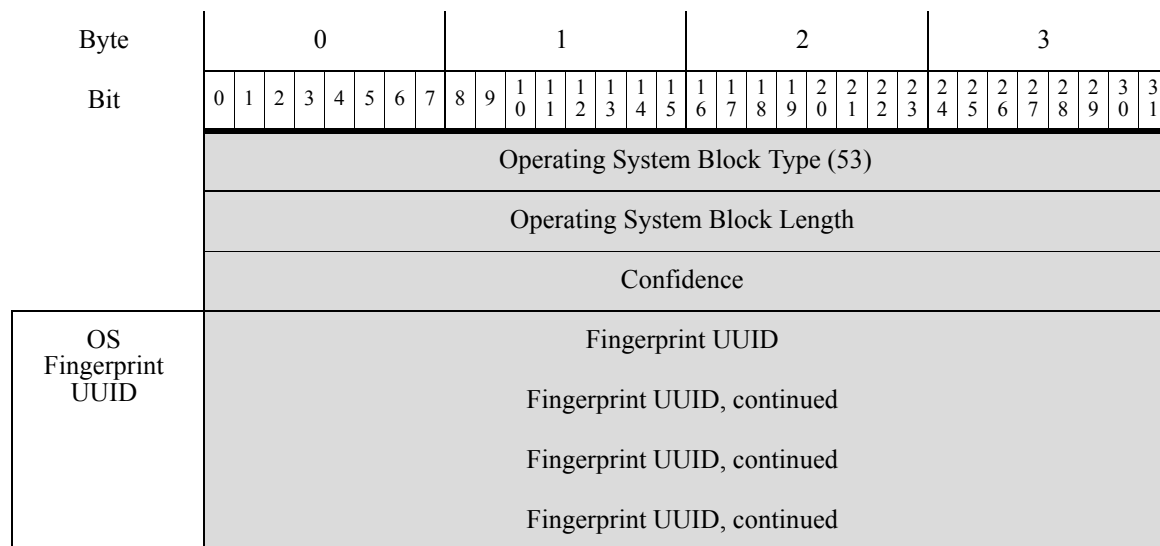 Byte 0 1 2 3
Bit 0 1 2 3 4 5 6 7 8 9 10 11 12 13 14 15 16 17 18 19 20 21 22 23 24 25 26 27 28 29 30 31
Operating System Block Type (53)
Operating System Block Length
Confidence
OS
Fingerprint
UUID
Fingerprint UUID
Fingerprint UUID, continued
Fingerprint UUID, continued
Fingerprint UUID, continued